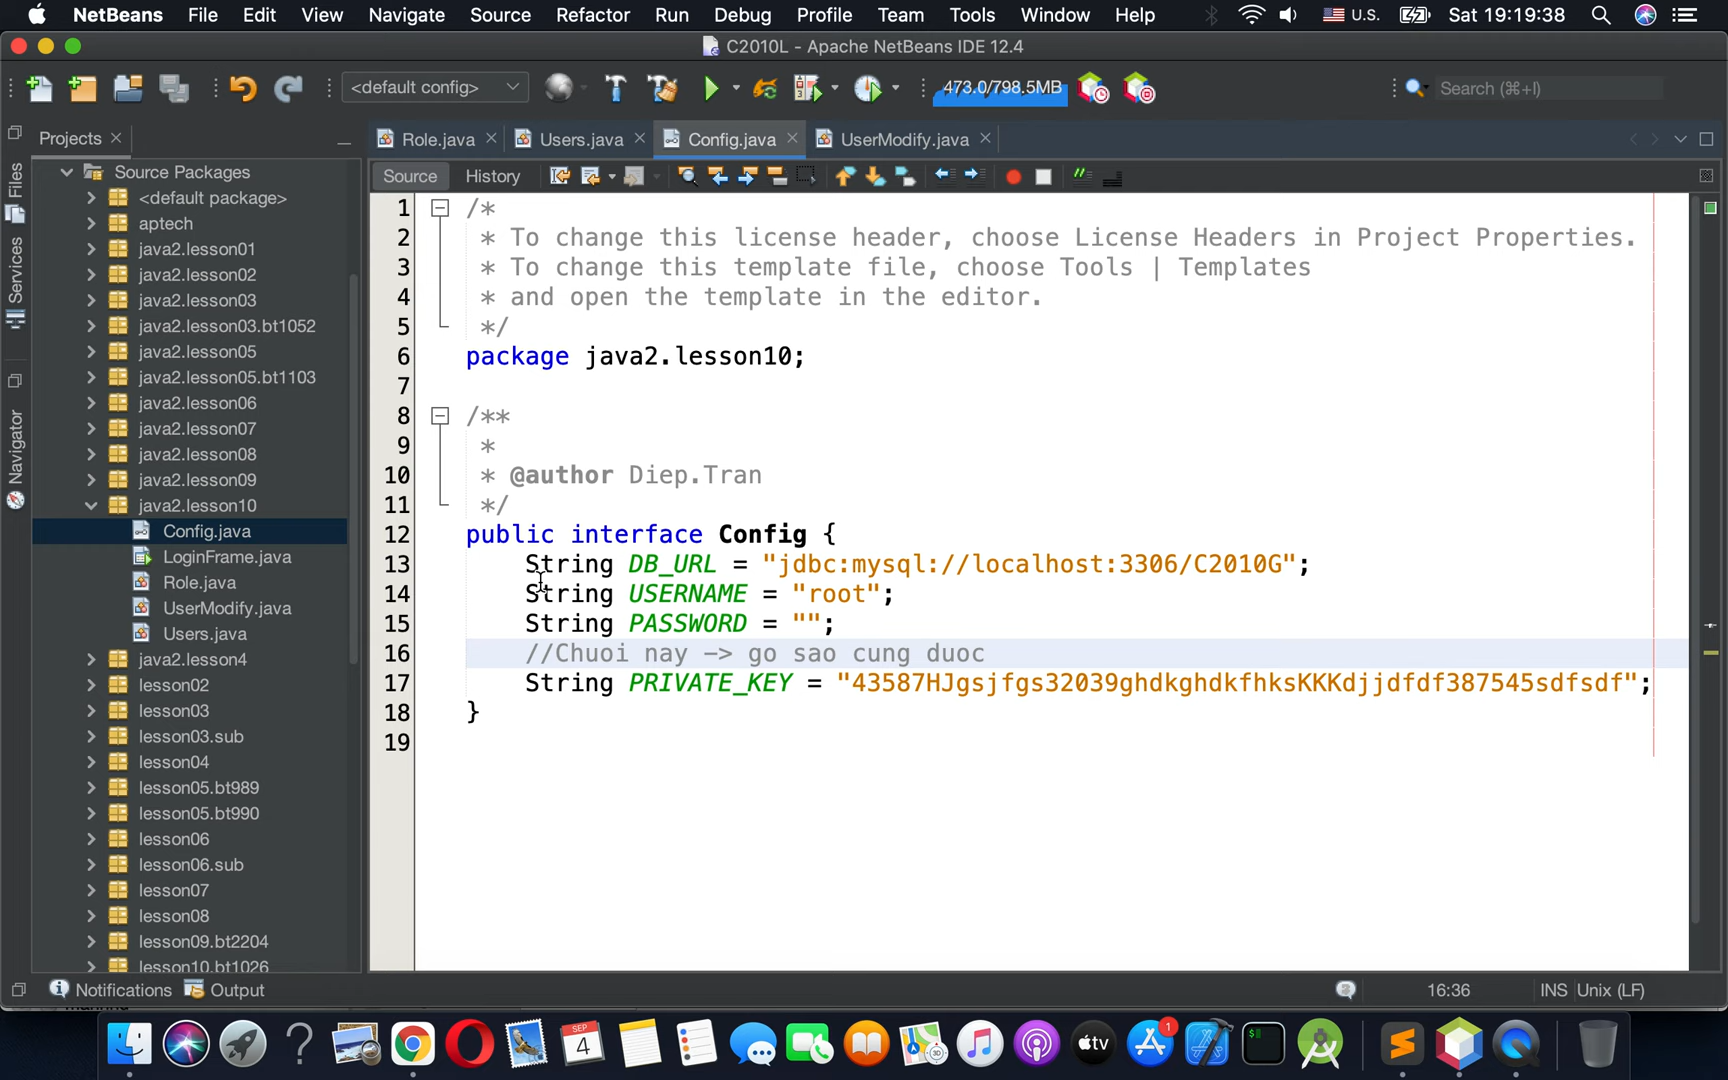 NetBeans File Edit View Navigate Source Refactor Run Debug Profile Team Tools Window Help U.S. Sat 19:19:38
C2010L - Apache NetBeans IDE 12.4
<default config> 473.0/798.5MB Search (⌘+I)
Projects Role.java Users.java Config.java UserModify.java
Source History
Files
Services
Navigator
Source Packages
<default package>
aptech
java2.lesson01
java2.lesson02
java2.lesson03
java2.lesson03.bt1052
java2.lesson05
java2.lesson05.bt1103
java2.lesson06
java2.lesson07
java2.lesson08
java2.lesson09
java2.lesson10
Config.java
LoginFrame.java
Role.java
UserModify.java
Users.java
java2.lesson4
lesson02
lesson03
lesson03.sub
lesson04
lesson05.bt989
lesson05.bt990
lesson06
lesson06.sub
lesson07
lesson08
lesson09.bt2204
lesson10.bt1026
1 /*
2 * To change this license header, choose License Headers in Project Properties.
3 * To change this template file, choose Tools | Templates
4 * and open the template in the editor.
5 */
6 package java2.lesson10;
7
8 /**
9 *
10 * @author Diep.Tran
11 */
12 public interface Config {
13 String DB_URL = "jdbc:mysql://localhost:3306/C2010G";
14 String USERNAME = "root";
15 String PASSWORD = "";
16 //Chuoi nay -> go sao cung duoc
17 String PRIVATE_KEY = "43587HJgsjfgs32039ghdkghdkfhksKKKdjjdfdf387545sdfsdf";
18 }
19
Notifications Output 16:36 INS Unix (LF)
SEP
4
tv
1